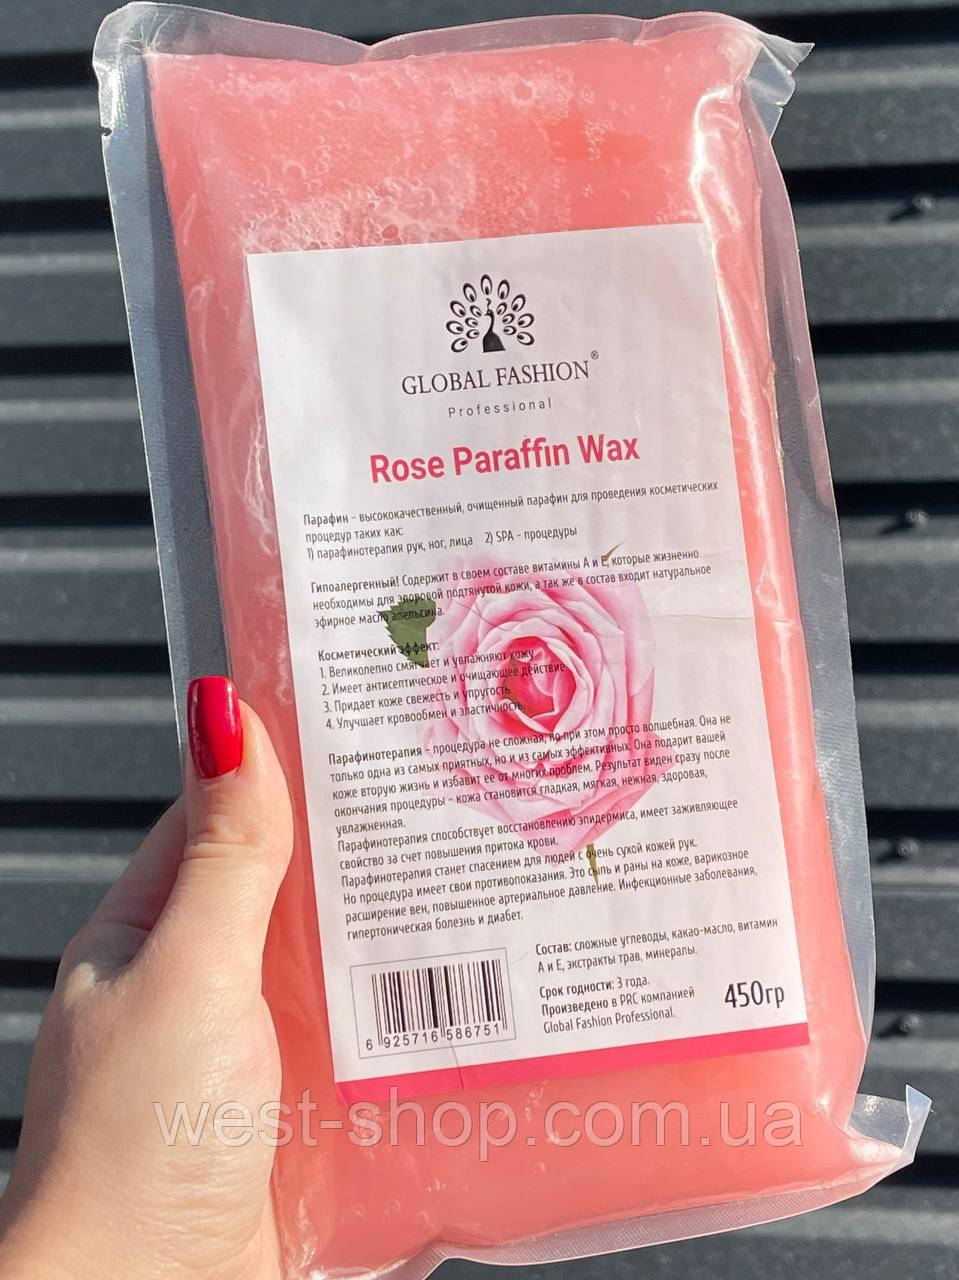 GLOBAL FASHION®
Professional
Rose Paraffin Wax
Парафин – высококачественный, очищенный парафин для проведения косметических
процедур таких как:
1) парафинотерапия рук, ног, лица 2) SPA – процедуры
Гипоалергенный! Содержит в своем составе витамины А и Е, которые жизненно
необходимы для здоровой подтянутой кожи, а так же в состав входит натуральное
эфирное масло апельсина.
Косметический эффект:
1. Великолепно смягчает и увлажняют кожу
2. Имеет антисептическое и очищающее действие
3. Придает коже свежесть и упругость
4. Улучшает кровообмен и эластичность.
Парафинотерапия – процедура не сложная, но при этом просто волшебная. Она не
только одна из самых приятных, но и из самых эффективных. Она подарит вашей
коже вторую жизнь и избавит ее от многих проблем. Результат виден сразу после
окончания процедуры – кожа становится гладкая, мягкая, нежная, здоровая,
увлажненная.
Парафинотерапия способствует восстановлению эпидермиса, имеет заживляющее
свойство за счет повышения притока крови.
Парафинотерапия станет спасением для людей с очень сухой кожей рук.
Но процедура имеет свои противопоказания. Это сыпь и раны на коже, варикозное
расширение вен, повышенное артериальное давление. Инфекционные заболевания,
гипертоническая болезнь и диабет.
Состав: сложные углеводы, какао-масло, витамин
А и Е, экстракты трав, минералы.
Срок годности: 3 года.
Произведено в PRC компанией
Global Fashion Professional.
450гр
6 925716 586751
west-shop.com.ua